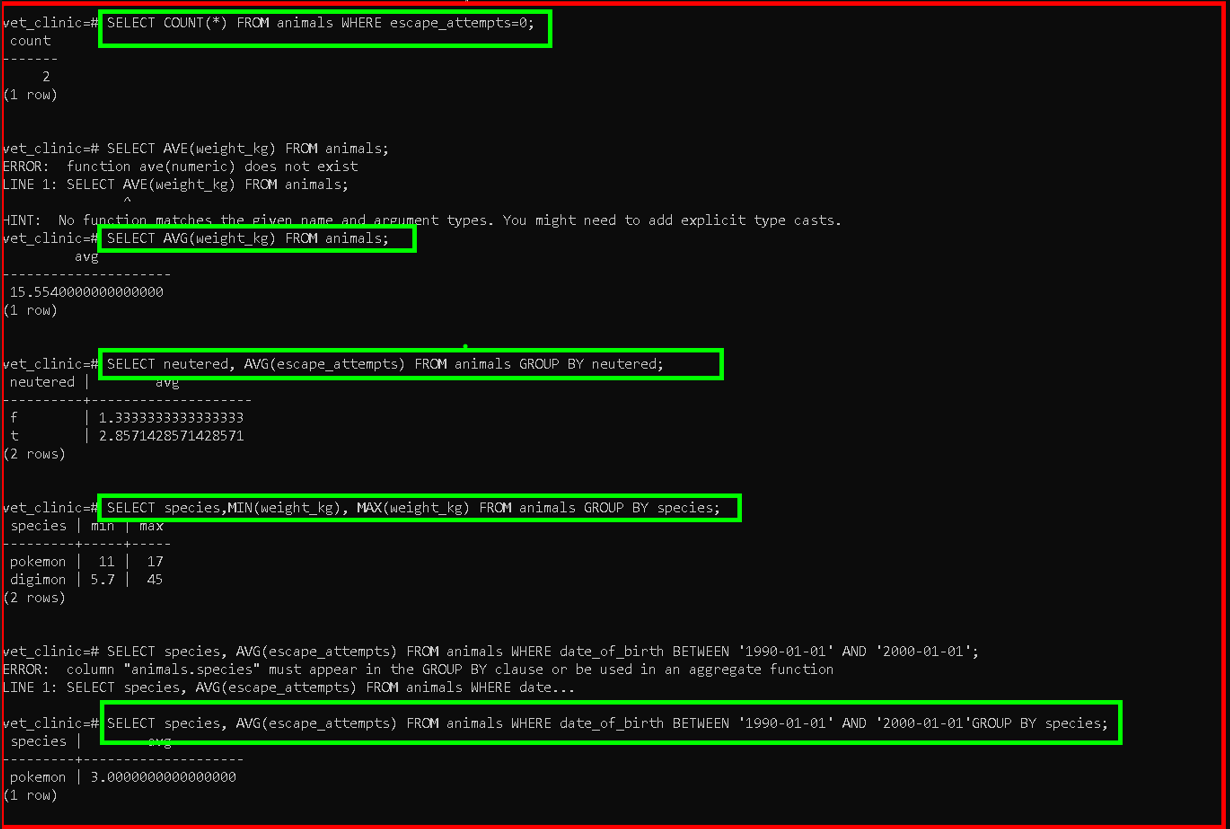 vet_clinic=# SELECT COUNT(*) FROM animals WHERE escape_attempts=0;
 count
-------
     2
(1 row)
vet_clinic=# SELECT AVE(weight_kg) FROM animals;
ERROR:  function ave(numeric) does not exist
LINE 1: SELECT AVE(weight_kg) FROM animals;
               ^
HINT:  No function matches the given name and argument types. You might need to add explicit type casts.
vet_clinic=# SELECT AVG(weight_kg) FROM animals;
         avg
---------------------
 15.5540000000000000
(1 row)
vet_clinic=# SELECT neutered, AVG(escape_attempts) FROM animals GROUP BY neutered;
 neutered |        avg
----------+--------------------
 f        | 1.3333333333333333
 t        | 2.8571428571428571
(2 rows)
vet_clinic=# SELECT species,MIN(weight_kg), MAX(weight_kg) FROM animals GROUP BY species;
 species | min | max
---------+-----+-----
 pokemon |  11 |  17
 digimon | 5.7 |  45
(2 rows)
vet_clinic=# SELECT species, AVG(escape_attempts) FROM animals WHERE date_of_birth BETWEEN '1990-01-01' AND '2000-01-01';
ERROR:  column "animals.species" must appear in the GROUP BY clause or be used in an aggregate function
LINE 1: SELECT species, AVG(escape_attempts) FROM animals WHERE date...
vet_clinic=# SELECT species, AVG(escape_attempts) FROM animals WHERE date_of_birth BETWEEN '1990-01-01' AND '2000-01-01'GROUP BY species;
 species |        avg
---------+--------------------
 pokemon | 3.0000000000000000
(1 row)